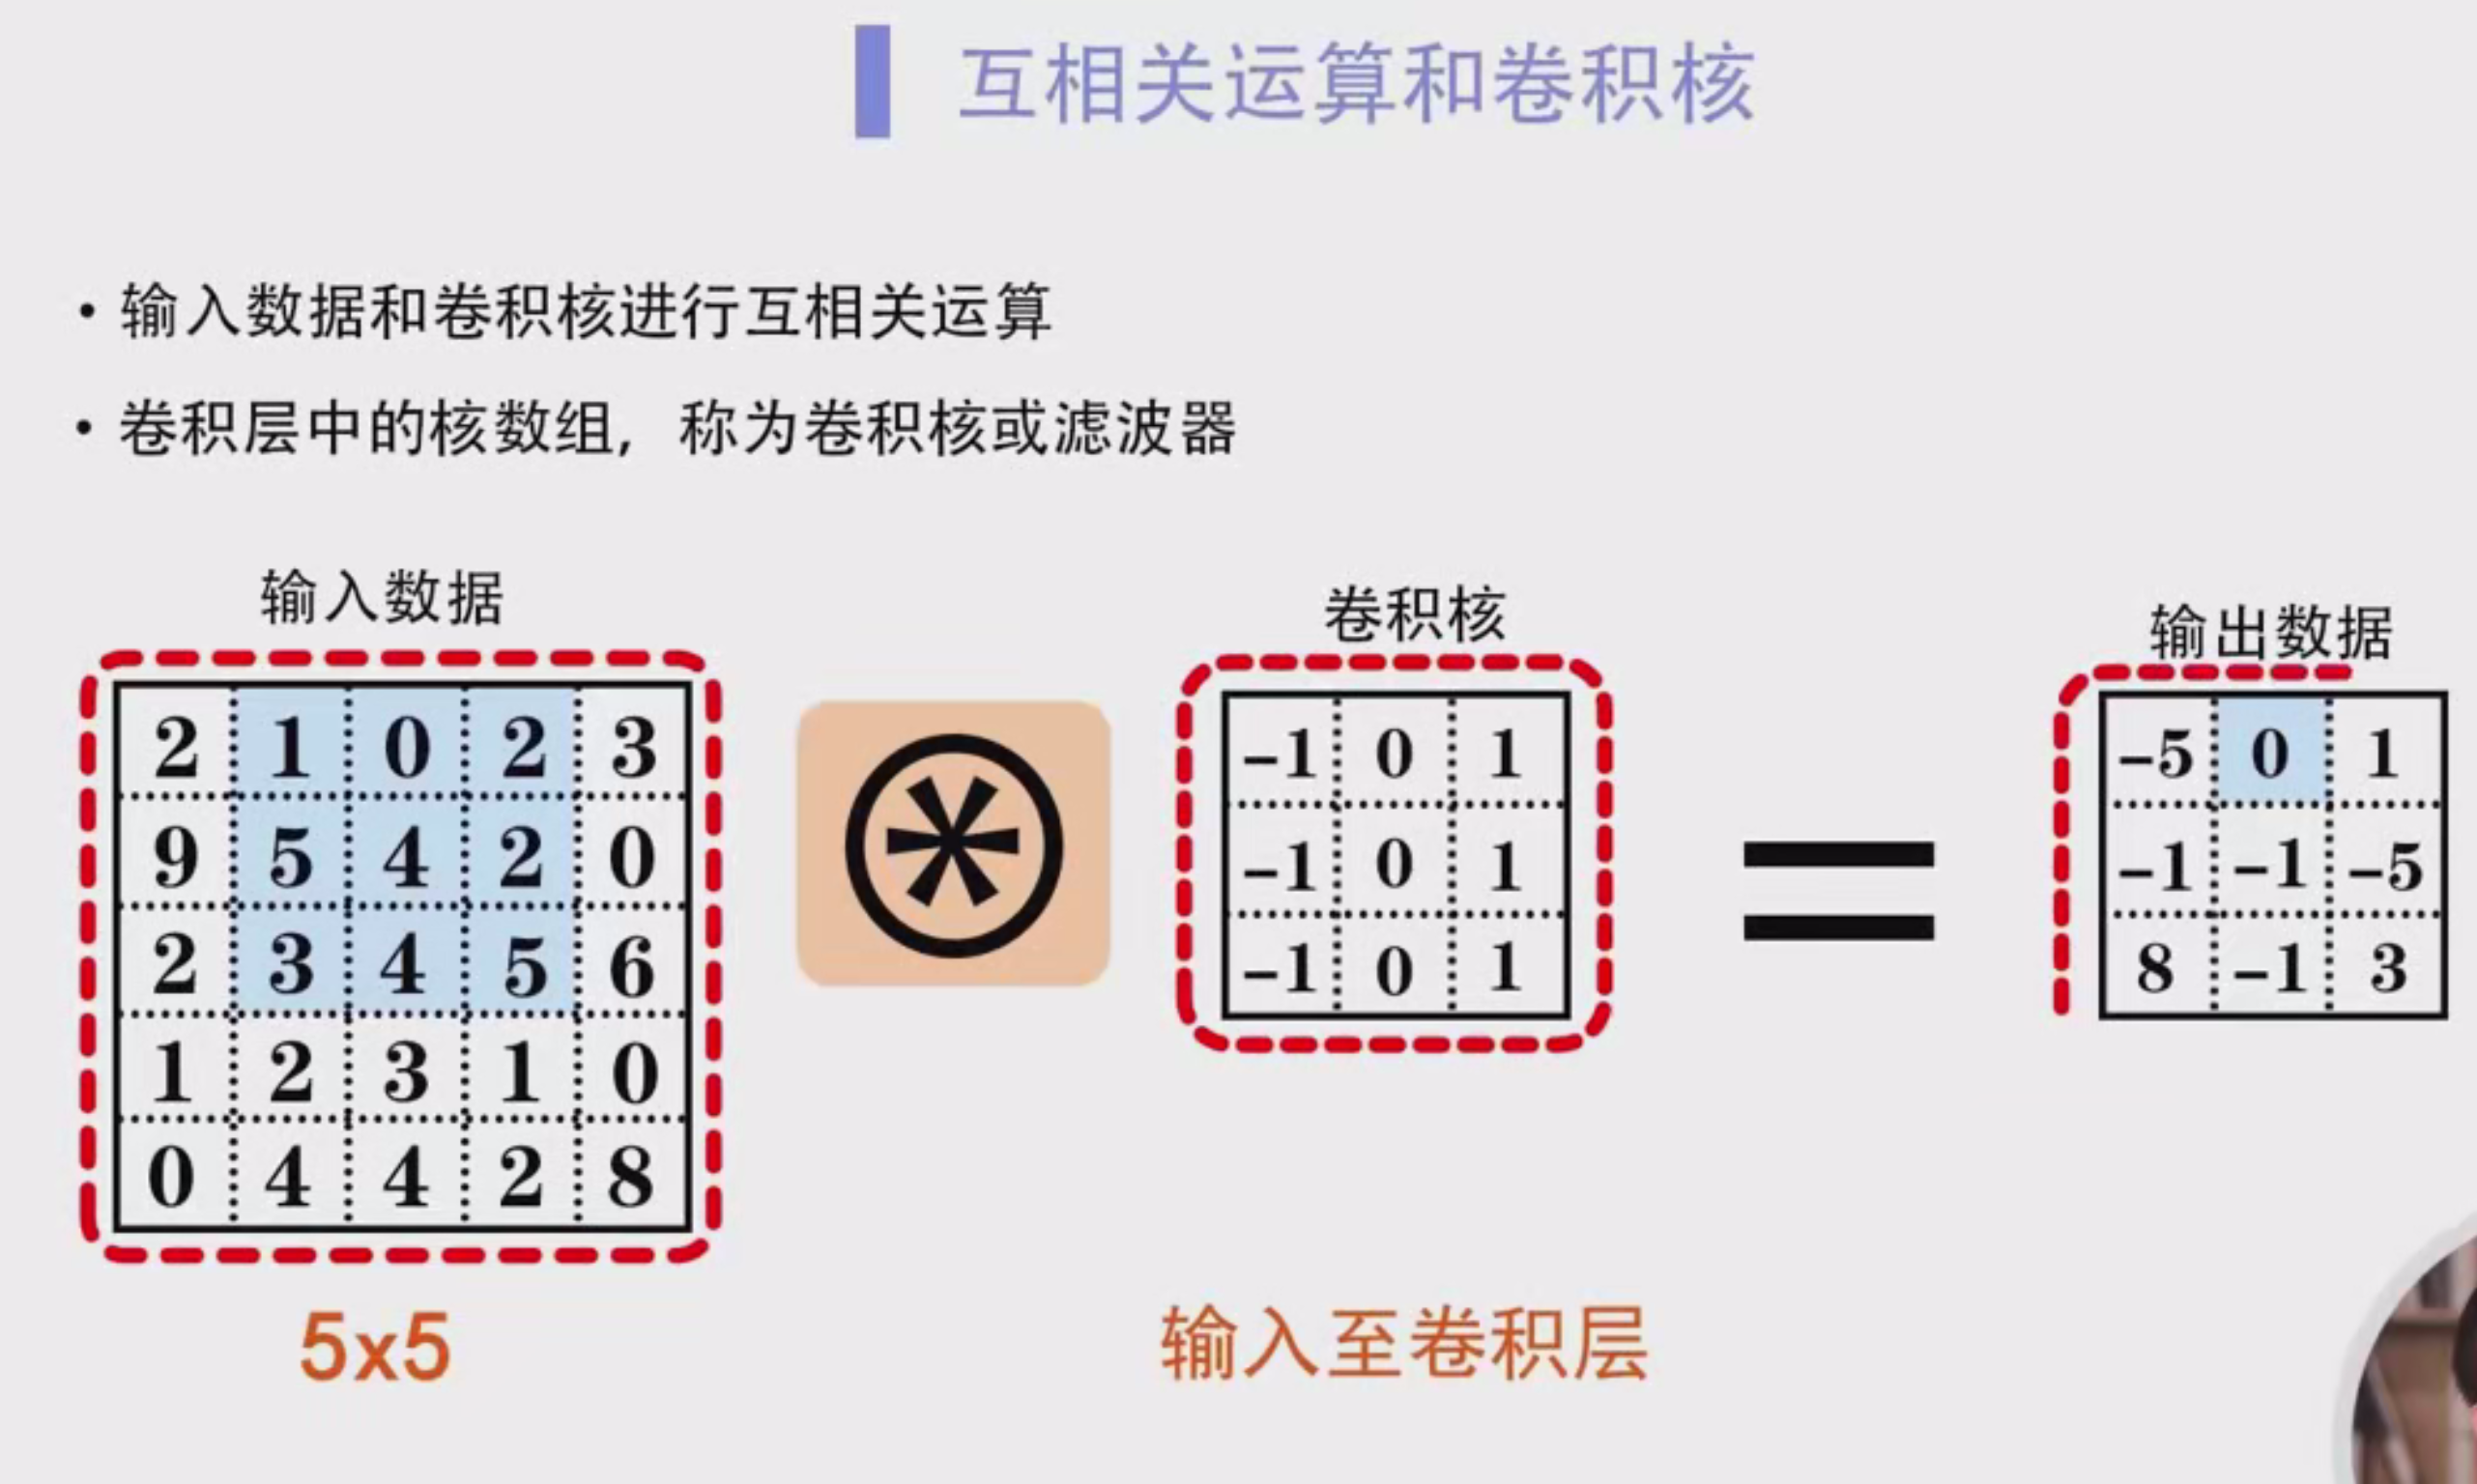 互相关运算和卷积核
• 输入数据和卷积核进行互相关运算
• 卷积层中的核数组，称为卷积核或滤波器
输入数据
2 1 0 2 3
9 5 4 2 0
2 3 4 5 6
1 2 3 1 0
0 4 4 2 8
5x5
⊛
卷积核
-1 0 1
-1 0 1
-1 0 1
输入至卷积层
=
输出数据
-5 0 1
-1 -1 -5
8 -1 3